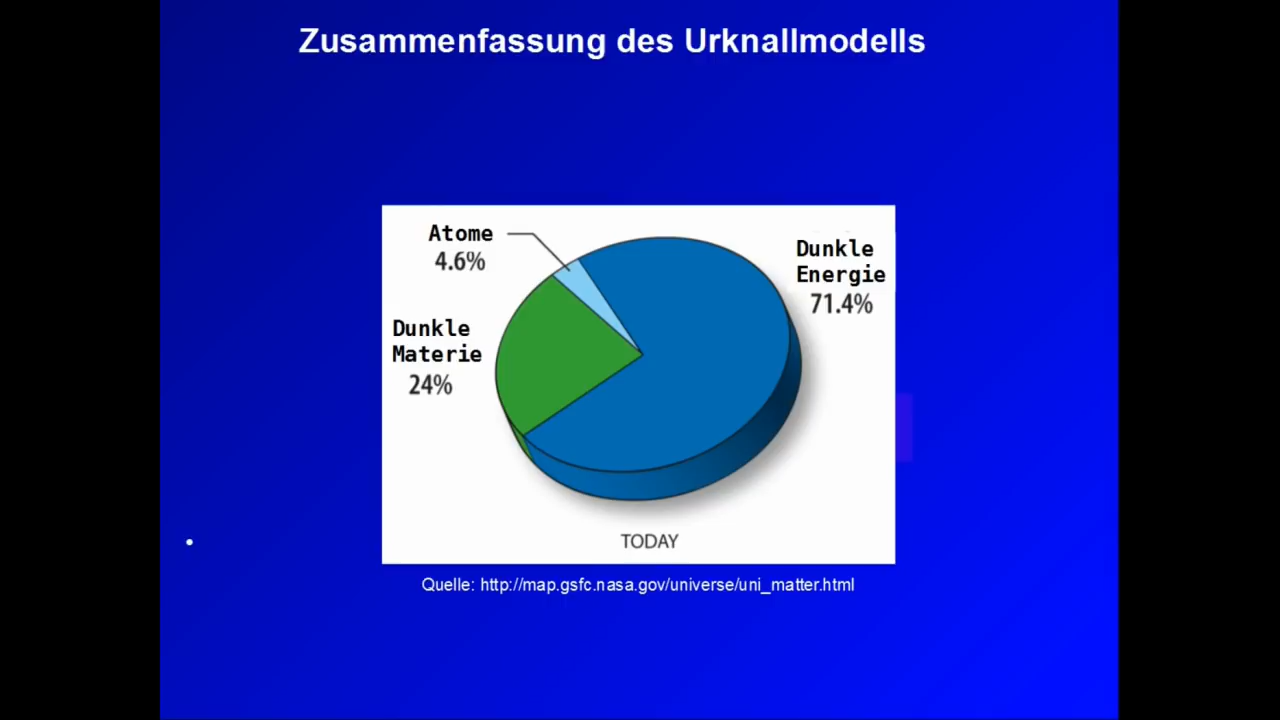 Zusammenfassung des Urknallmodells
Atome
4.6%
Dunkle
Energie
71.4%
Dunkle
Materie
24%
TODAY
Quelle: http://map.gsfc.nasa.gov/universe/uni_matter.html